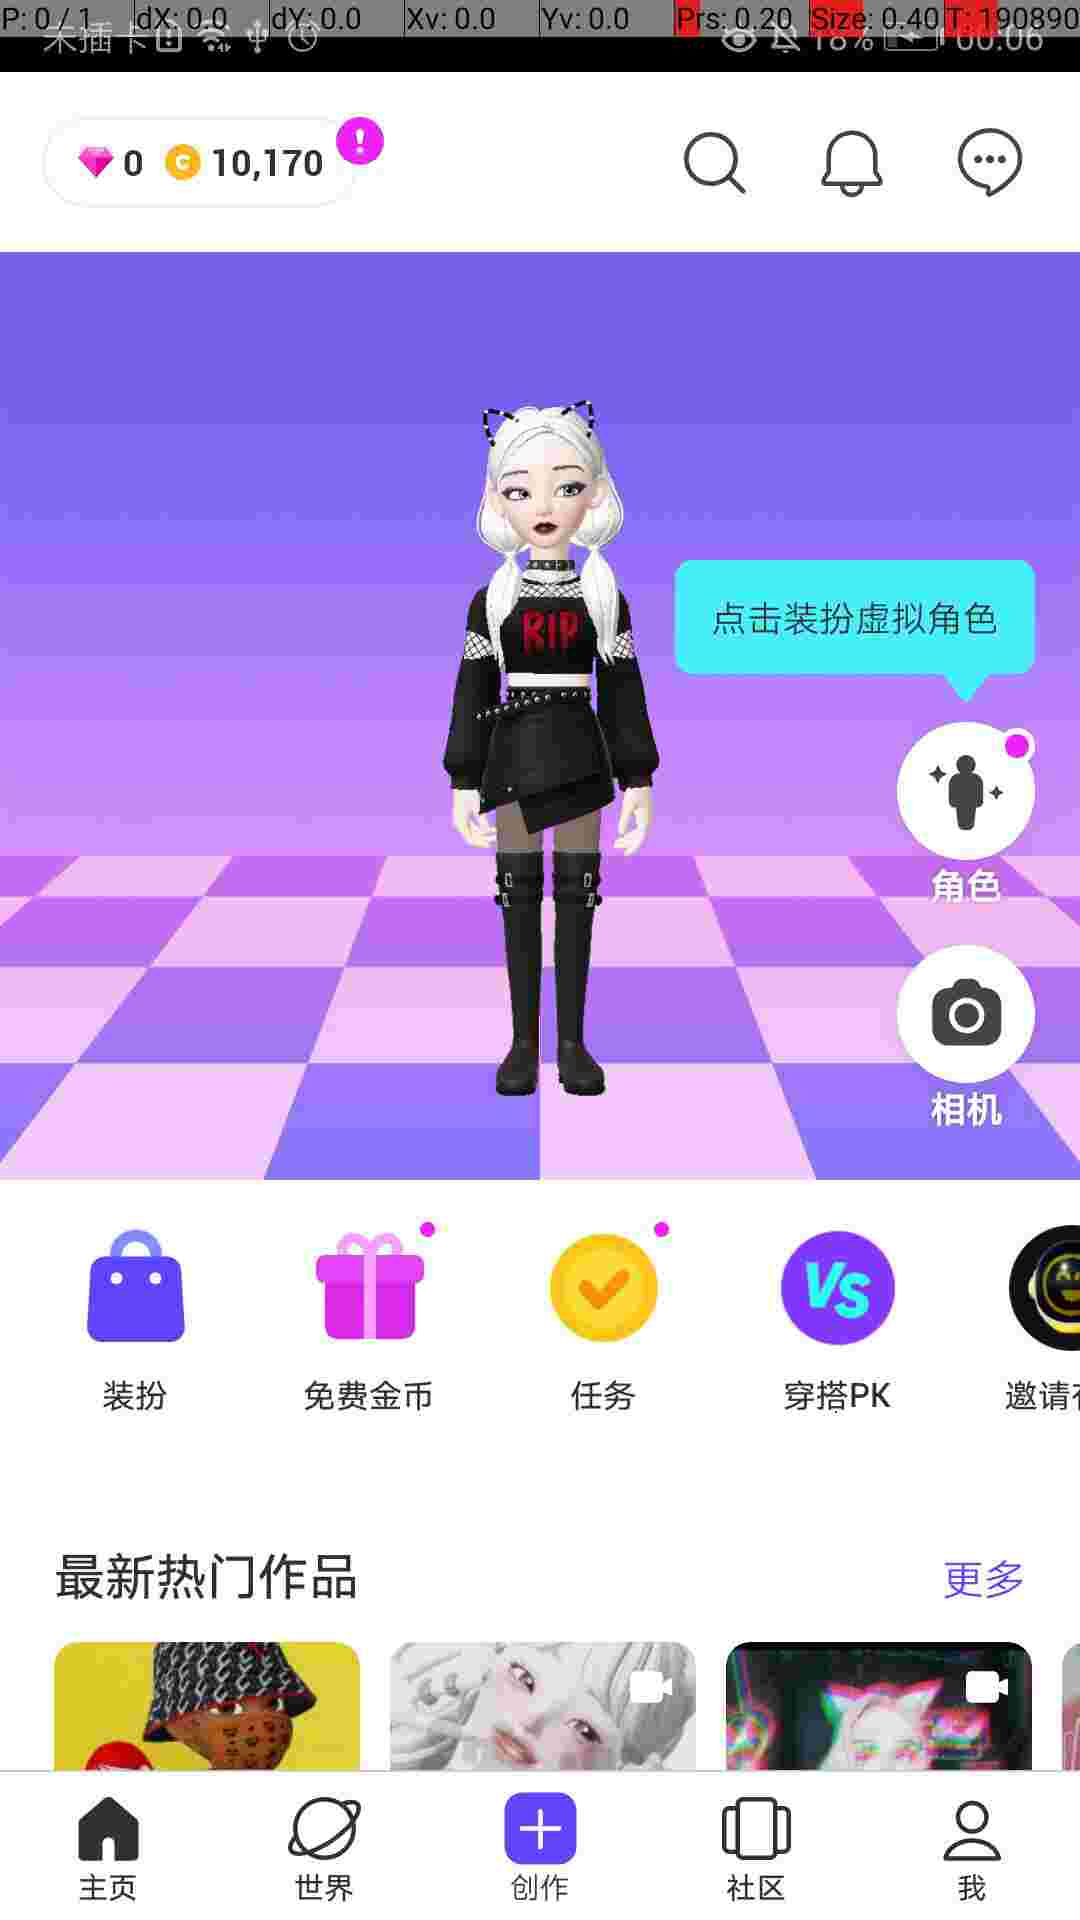 P: 0 / 1 dX: 0.0 dY: 0.0 Xv: 0.0 Yv: 0.0 Prs: 0.20 Size: 0.40 T: 190890
未插卡 18% 00:06
0 10,170
RIP
点击装扮虚拟角色
角色
相机
VS
装扮 免费金币 任务 穿搭PK 邀请
最新热门作品 更多
主页 世界 创作 社区 我